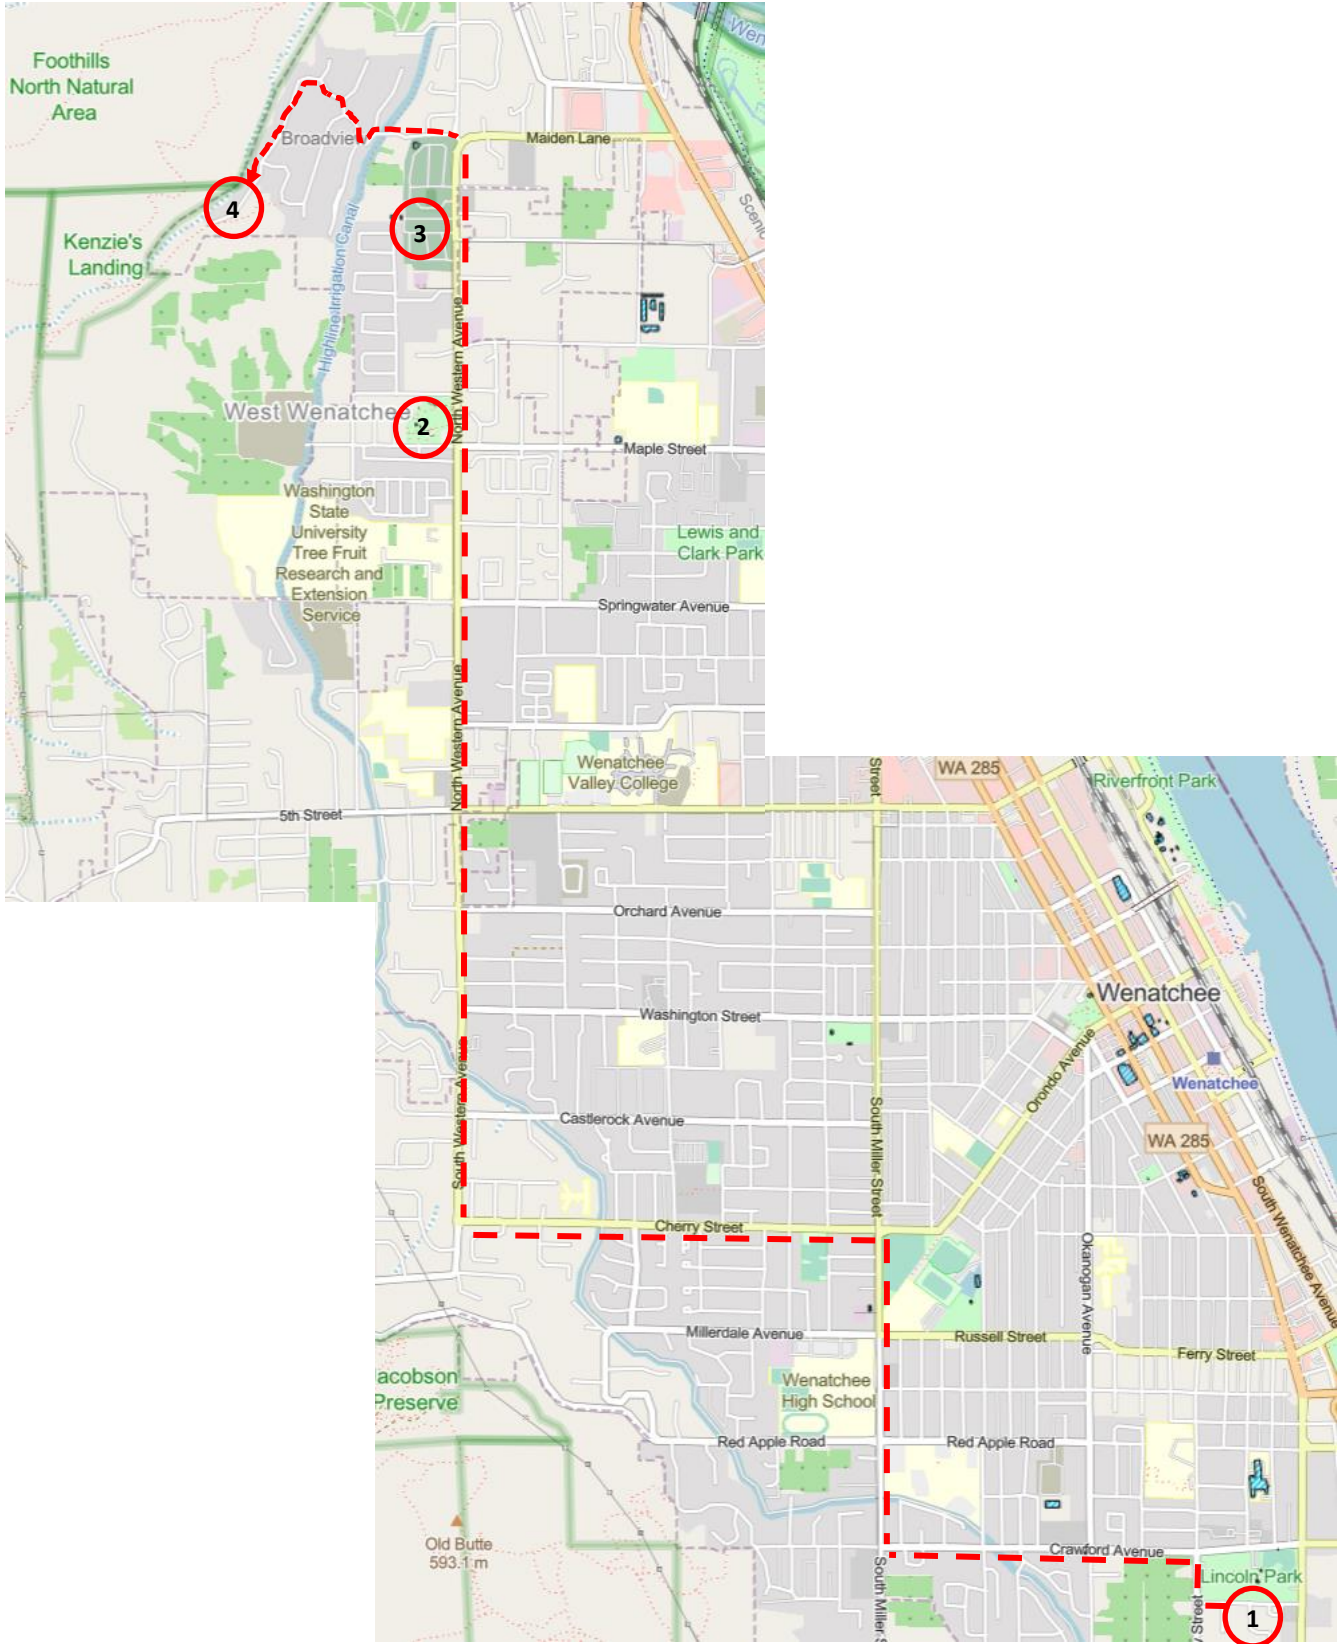 Foothills
North Natural
Area
Wen
Broadview
Maiden Lane
4
3
Scenic
Kenzie's
Landing
Highline Irrigation Canal
North Western Avenue
West Wenatchee
2
Maple Street
Washington
State
University
Tree Fruit
Research and
Extension
Service
Lewis and
Clark Park
Springwater Avenue
North Western Avenue
Wenatchee
Valley College
Street
WA 285
Riverfront Park
5th Street
Orchard Avenue
Wenatchee
Washington Street
Orondo Avenue
Wenatchee
South Western Avenue
Castlerock Avenue
South Miller Street
WA 285
South Wenatchee Avenue
Cherry Street
Okanogan Avenue
Millerdale Avenue
Russell Street
Ferry Street
acobson
Preserve
Wenatchee
High School
Red Apple Road
Red Apple Road
Old Butte
593.1 m
Crawford Avenue
South Miller S
Lincoln Park
y Street
1